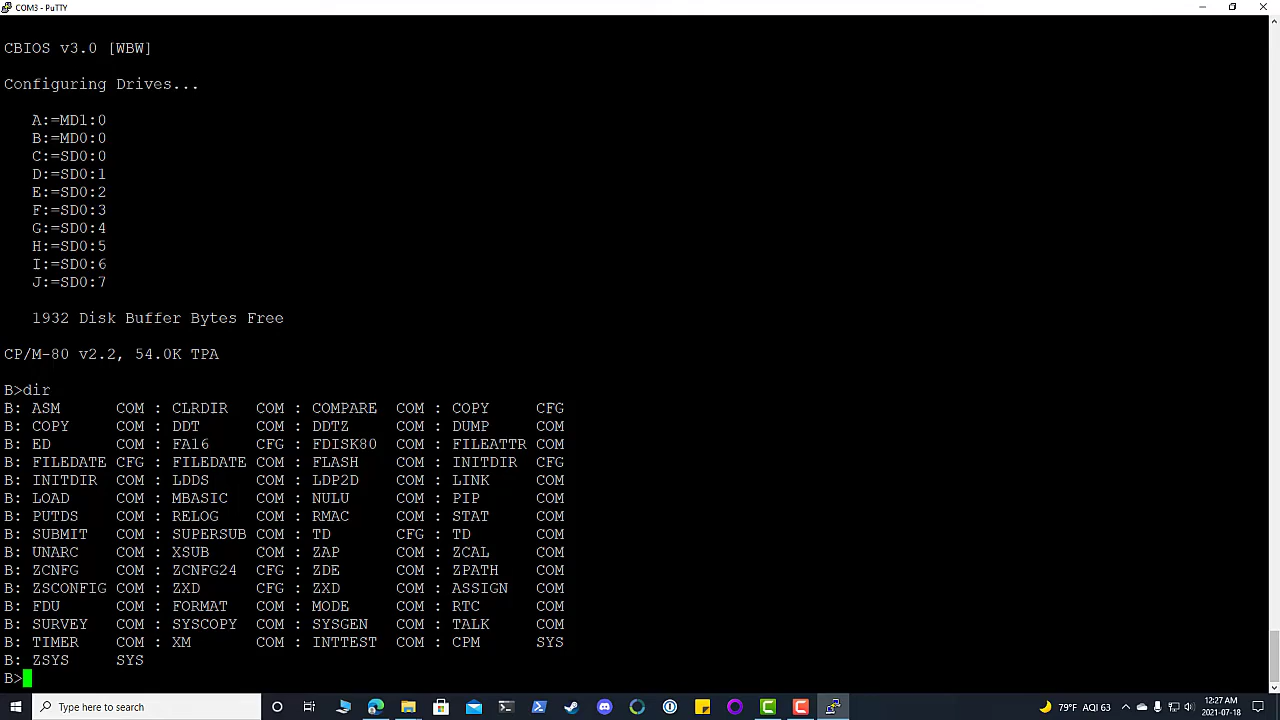 COM3 - PuTTY
CBIOS v3.0 [WBW]
Configuring Drives...
A:=MD1:0
B:=MD0:0
C:=SD0:0
D:=SD0:1
E:=SD0:2
F:=SD0:3
G:=SD0:4
H:=SD0:5
I:=SD0:6
J:=SD0:7
1932 Disk Buffer Bytes Free
CP/M-80 v2.2, 54.0K TPA
B>dir
B: ASM      COM : CLRDIR   COM : COMPARE  COM : COPY     CFG
B: COPY     COM : DDT      COM : DDTZ     COM : DUMP     COM
B: ED       COM : FA16     CFG : FDISK80  COM : FILEATTR COM
B: FILEDATE CFG : FILEDATE COM : FLASH    COM : INITDIR  CFG
B: INITDIR  COM : LDDS     COM : LDP2D    COM : LINK     COM
B: LOAD     COM : MBASIC   COM : NULU     COM : PIP      COM
B: PUTDS    COM : RELOG    COM : RMAC     COM : STAT     COM
B: SUBMIT   COM : SUPERSUB COM : TD       CFG : TD       COM
B: UNARC    COM : XSUB     COM : ZAP      COM : ZCAL     COM
B: ZCNFG    COM : ZCNFG24  CFG : ZDE      COM : ZPATH    COM
B: ZSCONFIG COM : ZXD      CFG : ZXD      COM : ASSIGN   COM
B: FDU      COM : FORMAT   COM : MODE     COM : RTC      COM
B: SURVEY   COM : SYSCOPY  COM : SYSGEN   COM : TALK     COM
B: TIMER    COM : XM       COM : INTTEST  COM : CPM      SYS
B: ZSYS     SYS
B>
Type here to search
79°F AQI 63
12:27 AM
2021-07-18